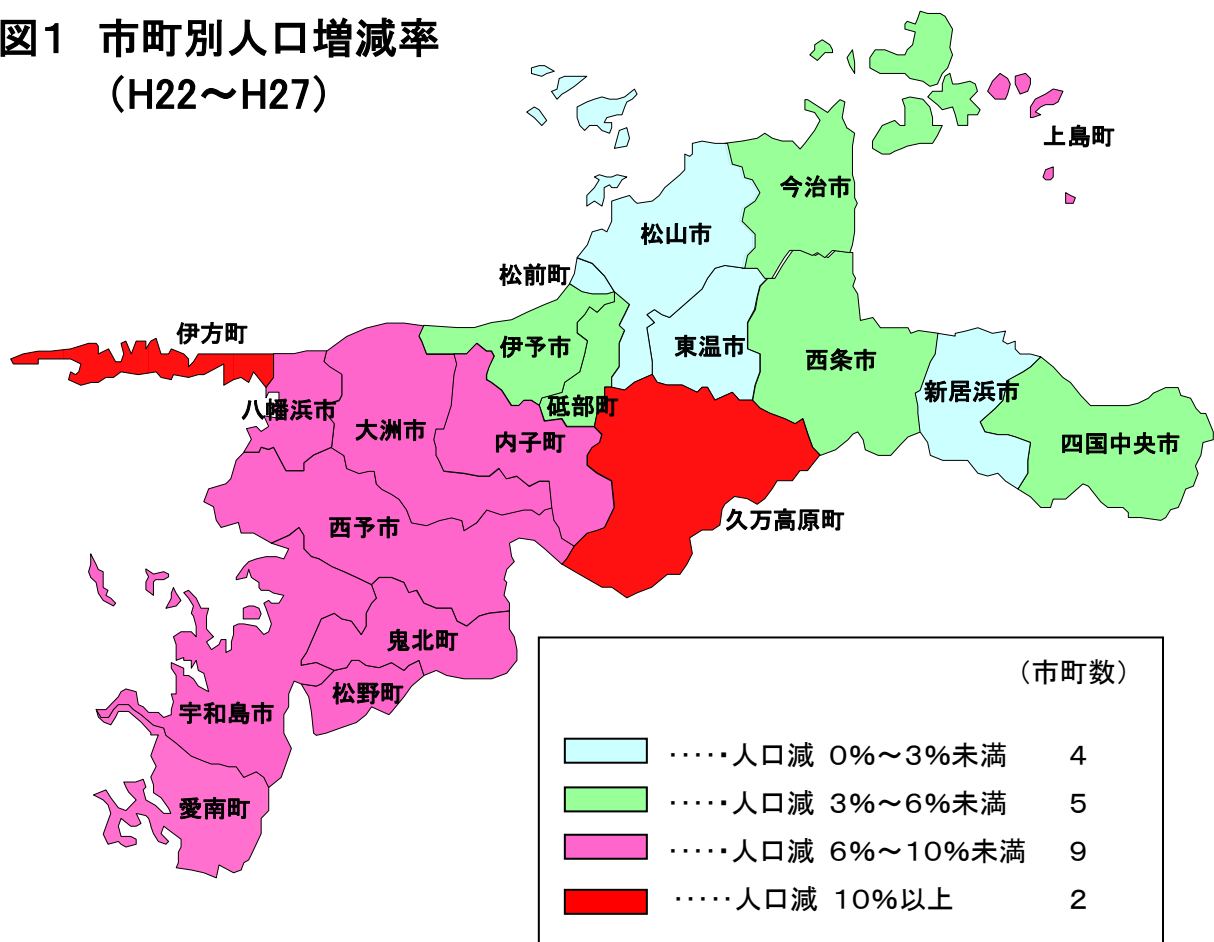 図1 市町別人口増減率
（H22～H27）
上島町
今治市
松山市
松前町
伊方町
伊予市
東温市
西条市
新居浜市
八幡浜市
大洲市
砥部町
内子町
四国中央市
久万高原町
西予市
鬼北町
松野町
宇和島市
愛南町
（市町数）
‥‥・人口減 0%～3%未満 4
‥‥・人口減 3%～6%未満 5
‥‥・人口減 6%～10%未満 9
‥‥・人口減 10%以上 2